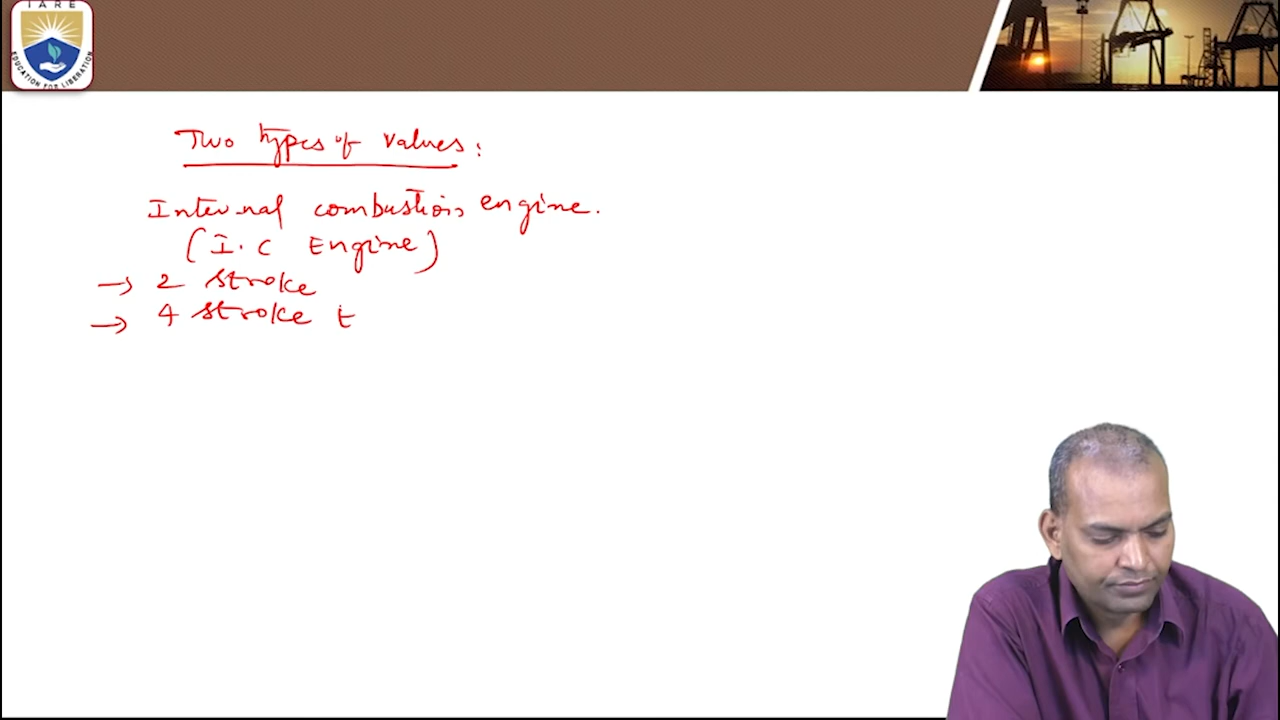 IARE
EDUCATION FOR LIBERATION
Two types of values:
Internal combustion engine.
(I.C Engine)
→ 2 stroke
→ 4 stroke t